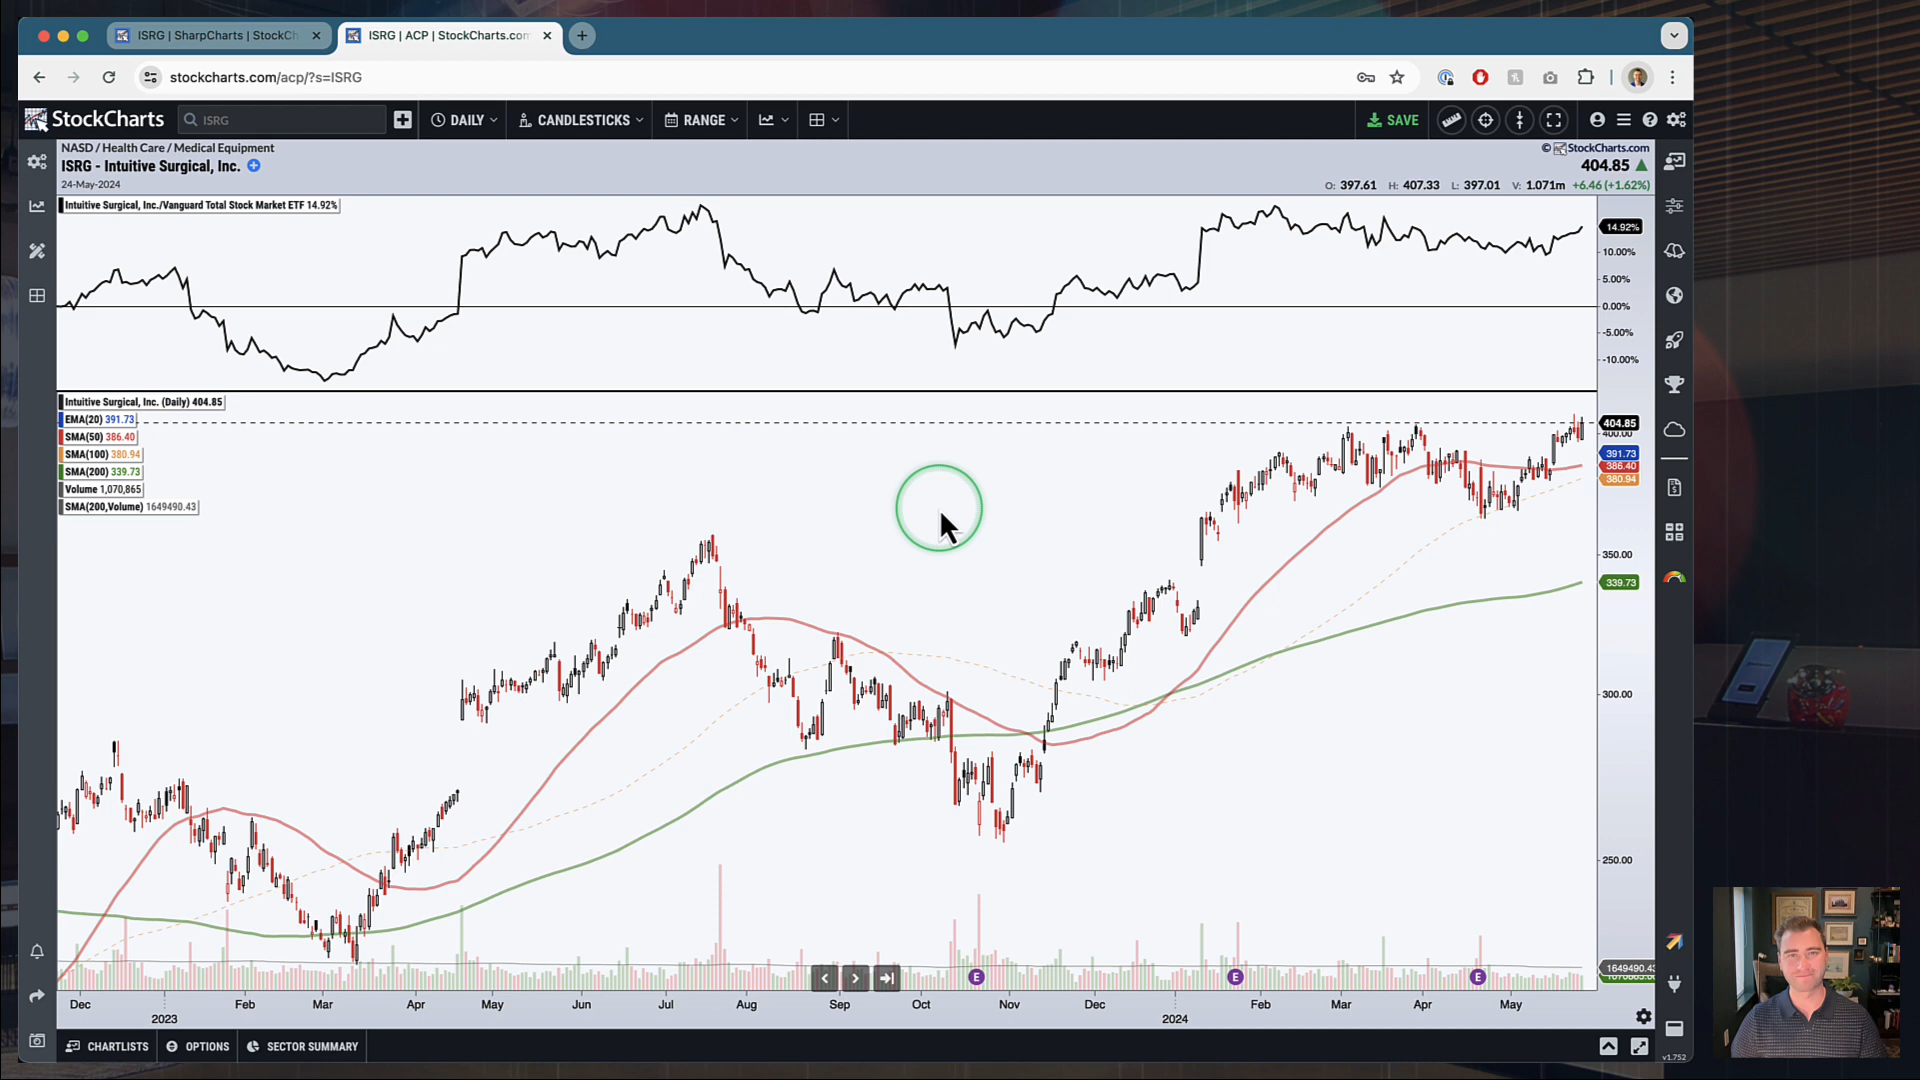 ISRG | SharpCharts | StockCh
ISRG | ACP | StockCharts.com
stockcharts.com/acp/?s=ISRG
StockCharts
ISRG
DAILY
CANDLESTICKS
RANGE
SAVE
NASD / Health Care / Medical Equipment
© StockCharts.com
ISRG - Intuitive Surgical, Inc.
404.85
24-May-2024
O: 397.61 H: 407.33 L: 397.01 V: 1.071m +6.46 (+1.62%)
Intuitive Surgical, Inc./Vanguard Total Stock Market ETF 14.92%
14.92%
10.00%
5.00%
0.00%
-5.00%
-10.00%
Intuitive Surgical, Inc. (Daily) 404.85
EMA(20) 391.73
SMA(50) 386.40
SMA(100) 380.94
SMA(200) 339.73
Volume 1,070,865
SMA(200,Volume) 1649490.43
404.85
400.00
391.73
386.40
380.94
350.00
339.73
300.00
250.00
1649490.43
E
E
E
Dec
Feb
Mar
Apr
May
Jun
Jul
Aug
Sep
Oct
Nov
Dec
Feb
Mar
Apr
May
2023
2024
CHARTLISTS
OPTIONS
SECTOR SUMMARY
v1.752